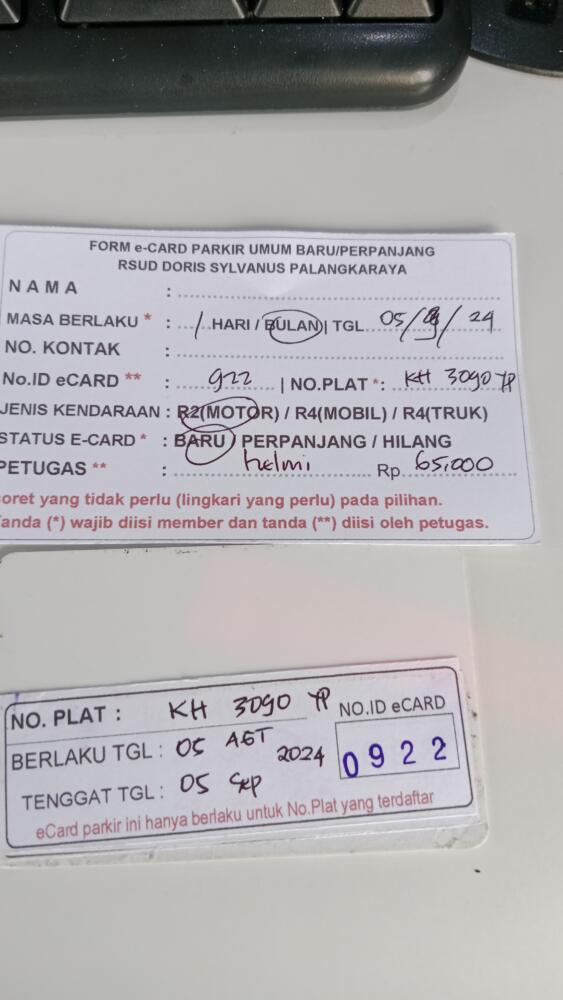 FORM e-CARD PARKIR UMUM BARU/PERPANJANG
RSUD DORIS SYLVANUS PALANGKARAYA
NAMA :
MASA BERLAKU * : 1 HARI / BULAN | TGL 05/ /24
NO. KONTAK :
No.ID eCARD ** : 922 | NO.PLAT *: KH 3090 YP
JENIS KENDARAAN : R2(MOTOR) / R4(MOBIL) / R4(TRUK)
STATUS E-CARD * : BARU / PERPANJANG / HILANG
PETUGAS ** : helmi Rp 65,000
oret yang tidak perlu (lingkari yang perlu) pada pilihan.
anda (*) wajib diisi member dan tanda (**) diisi oleh petugas.
NO. PLAT : KH 3090 YP NO.ID eCARD
BERLAKU TGL : 05 AGT 2024 0922
TENGGAT TGL : 05 Sep
eCard parkir ini hanya berlaku untuk No.Plat yang terdaftar